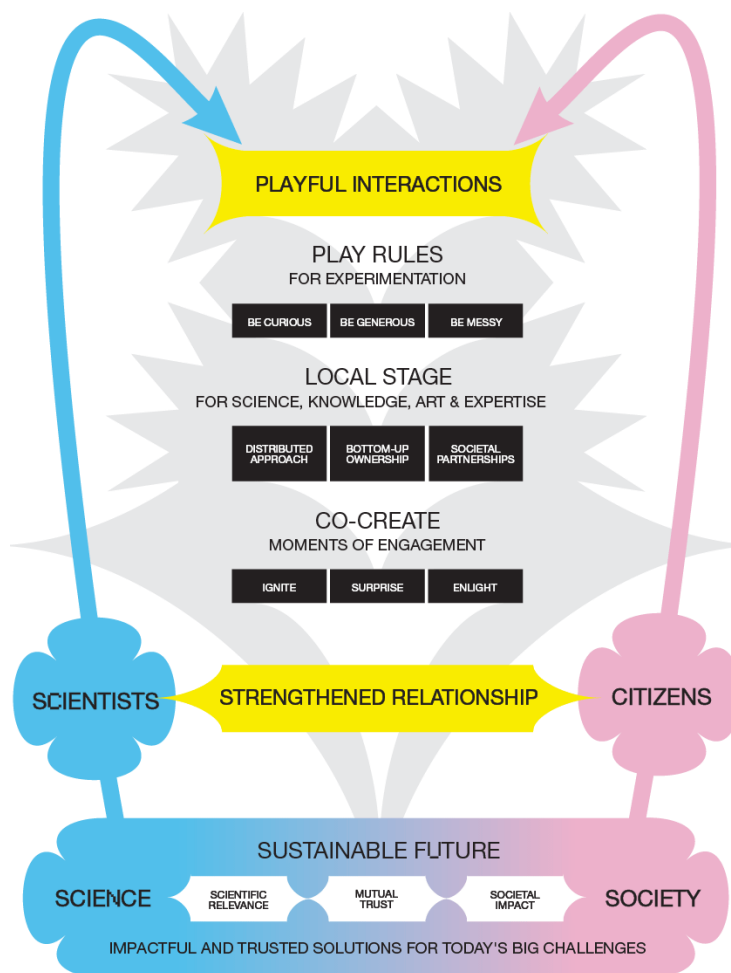 PLAYFUL INTERACTIONS
PLAY RULES
FOR EXPERIMENTATION
BE CURIOUS
BE GENEROUS
BE MESSY
LOCAL STAGE
FOR SCIENCE, KNOWLEDGE, ART & EXPERTISE
DISTRIBUTED
APPROACH
BOTTOM-UP
OWNERSHIP
SOCIETAL
PARTNERSHIPS
CO-CREATE
MOMENTS OF ENGAGEMENT
IGNITE
SURPRISE
ENLIGHT
SCIENTISTS
STRENGTHENED RELATIONSHIP
CITIZENS
SUSTAINABLE FUTURE
SCIENCE
SCIENTIFIC
RELEVANCE
MUTUAL
TRUST
SOCIETAL
IMPACT
SOCIETY
IMPACTFUL AND TRUSTED SOLUTIONS FOR TODAY'S BIG CHALLENGES